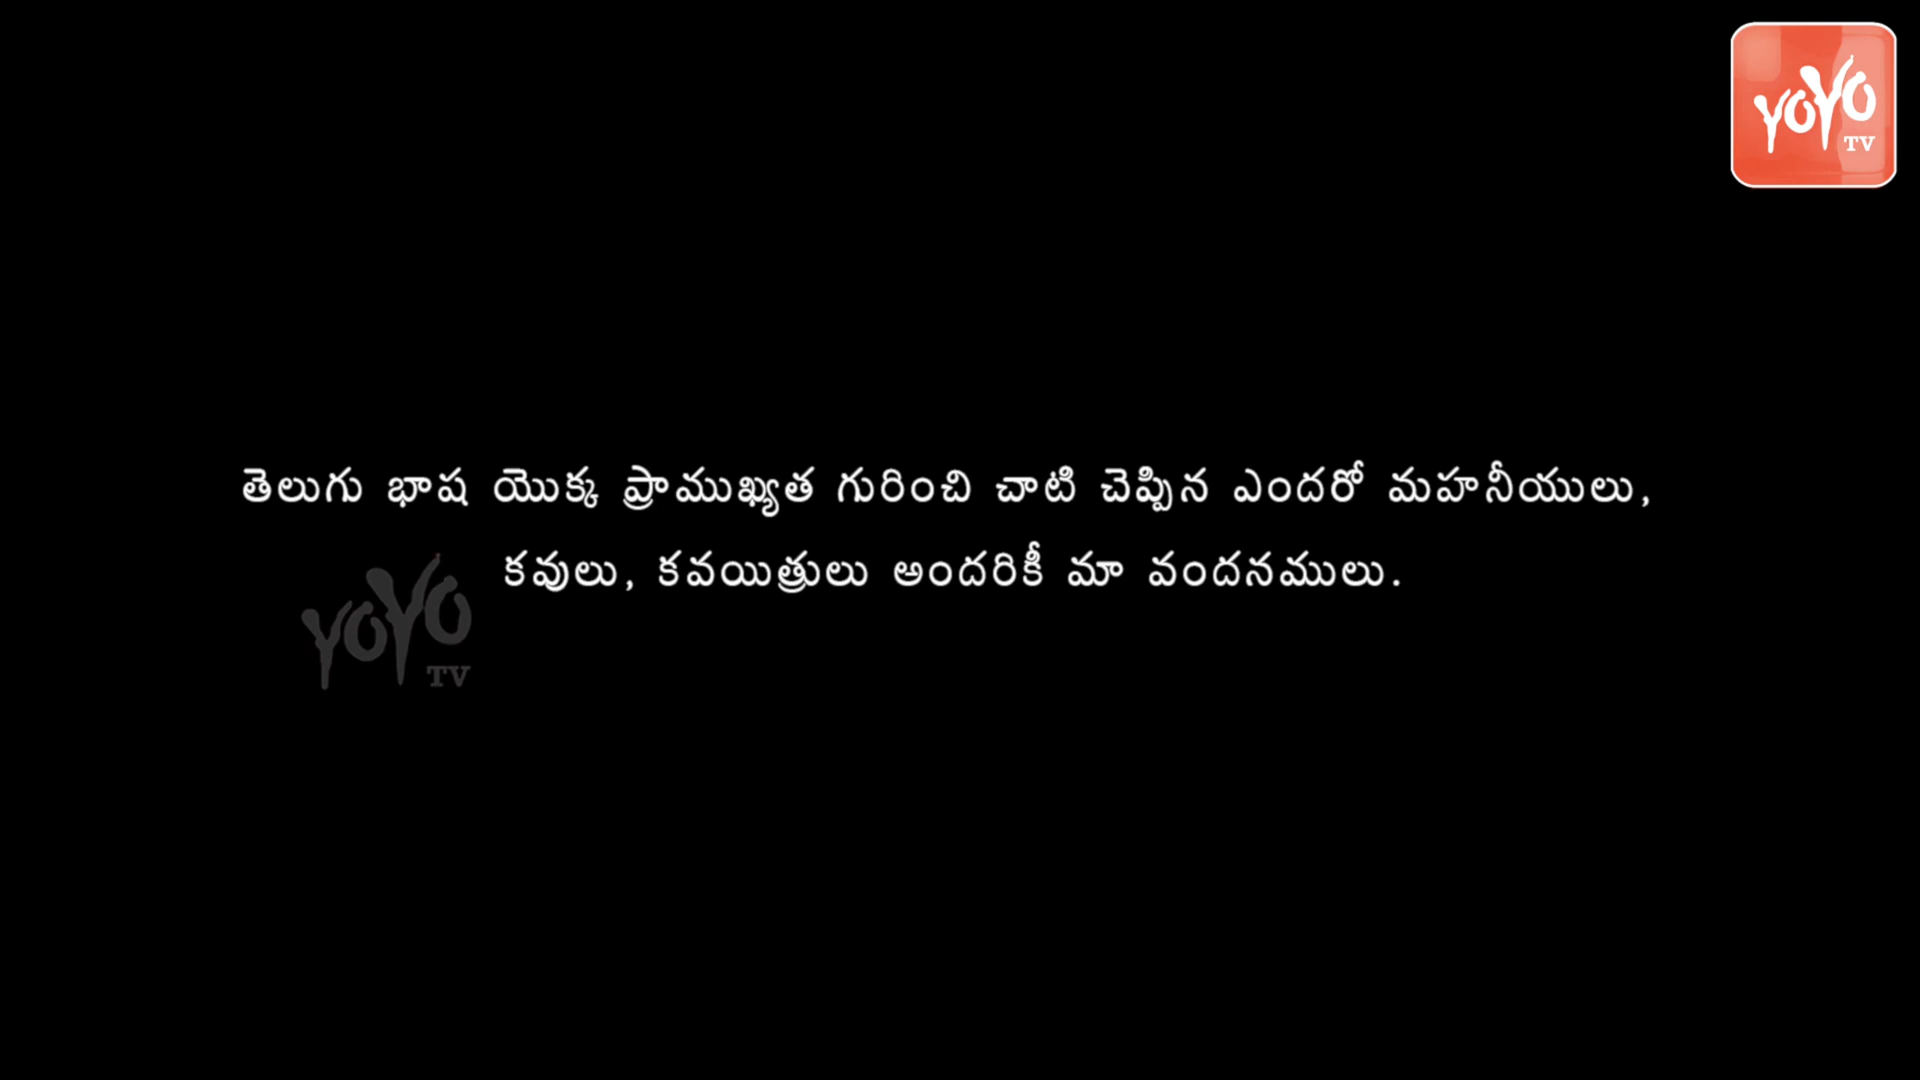 YOYO
TV
తెలుగు భాష యొక్క ప్రాముఖ్యత గురించి చాటి చెప్పిన ఎందరో మహనీయులు,
కవులు, కవయిత్రులు అందరికీ మా వందనములు.
YOYO
TV